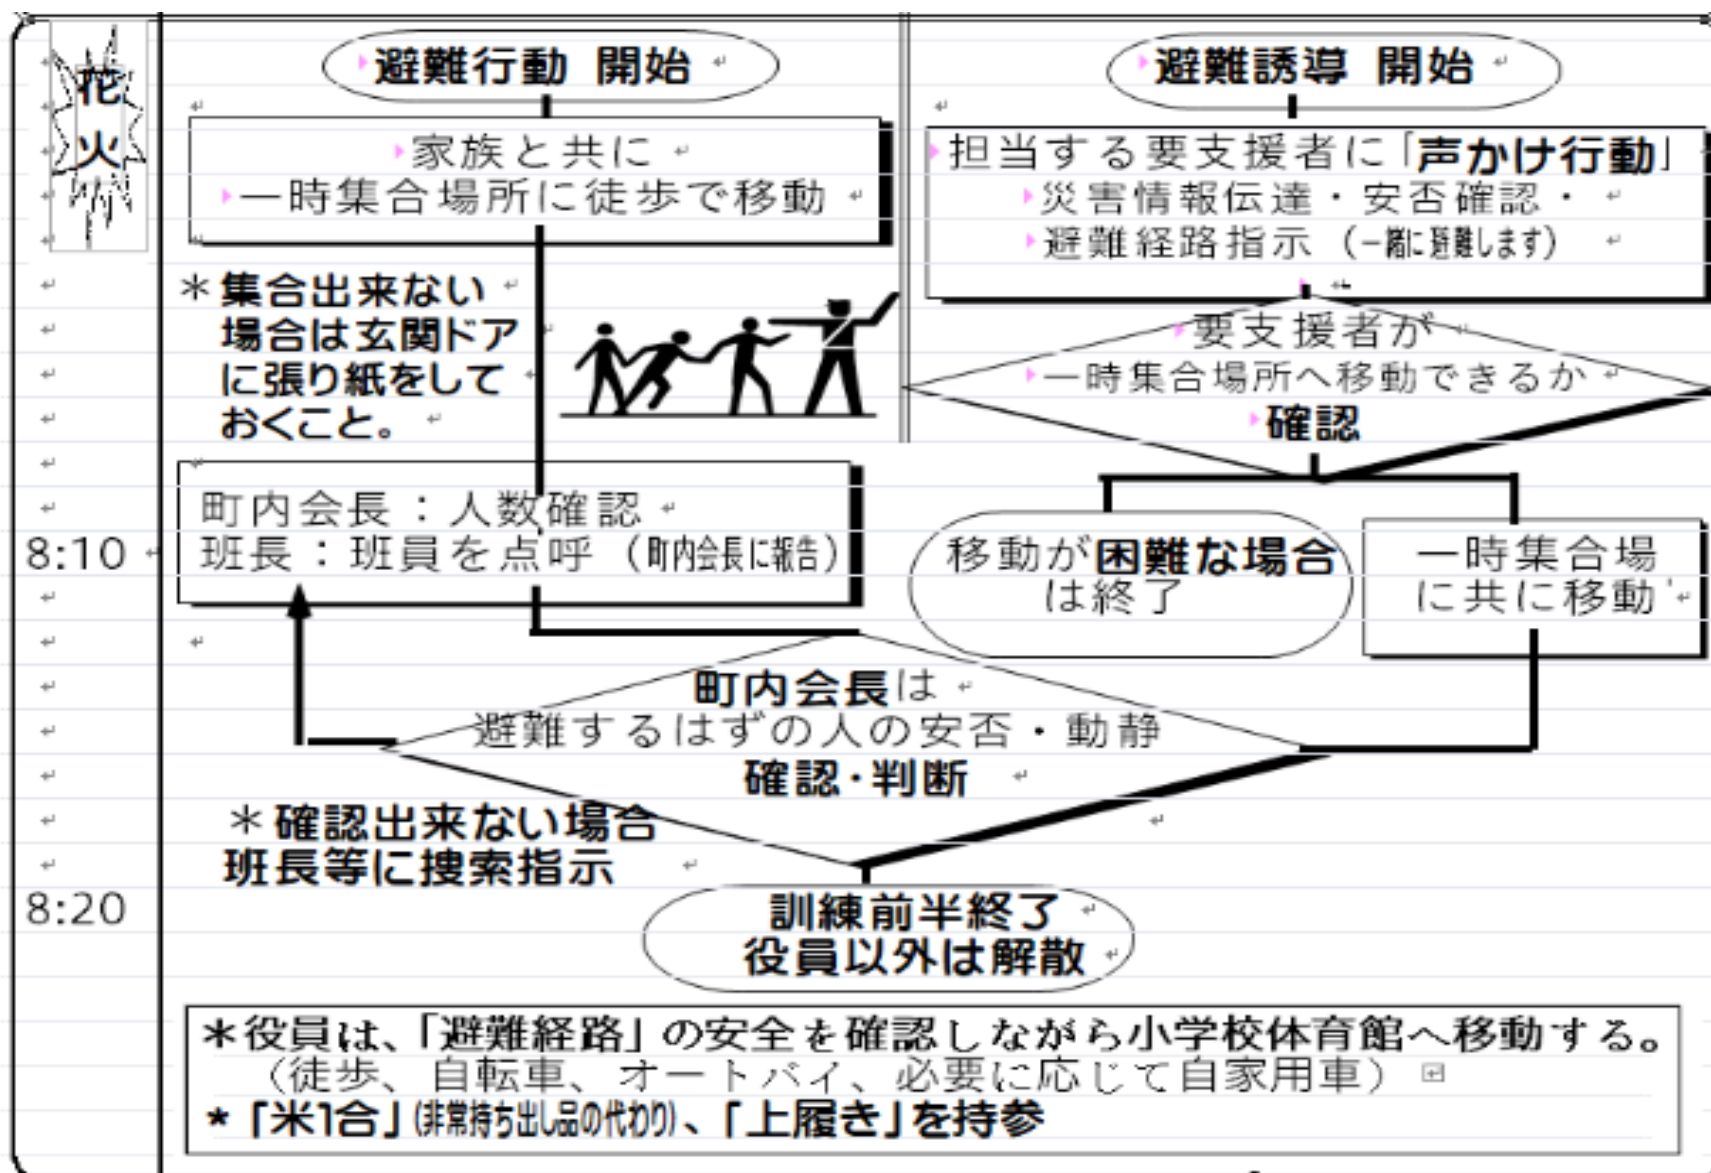 花
火
避難行動 開始
家族と共に
一時集合場所に徒歩で移動
＊集合出来ない
場合は玄関ドア
に張り紙をして
おくこと。
避難誘導 開始
担当する要支援者に「声かけ行動」
災害情報伝達・安否確認・
避難経路指示（一緒に避難します）
要支援者が
一時集合場所へ移動できるか
確認
町内会長：人数確認
8:10
班長：班員を点呼（町内会長に報告）
移動が困難な場合
は終了
一時集合場
に共に移動
町内会長は
避難するはずの人の安否・動静
確認・判断
＊確認出来ない場合
班長等に捜索指示
8:20
訓練前半終了
役員以外は解散
＊役員は、「避難経路」の安全を確認しながら小学校体育館へ移動する。
（徒歩、自転車、オートバイ、必要に応じて自家用車）
＊「米1合」（非常持ち出し品の代わり）、「上履き」を持参